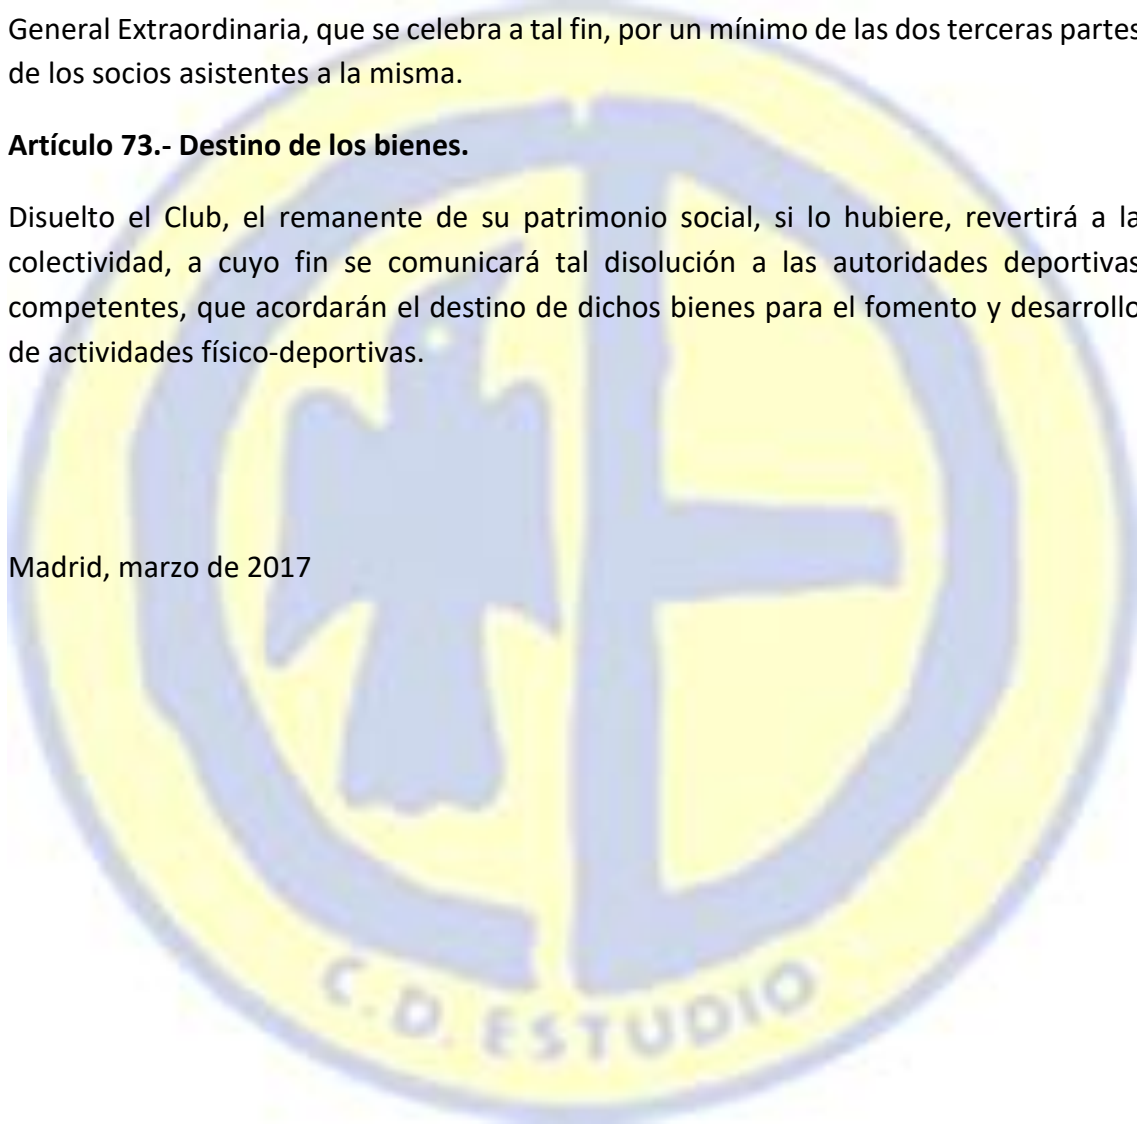 General Extraordinaria, que se celebra a tal fin, por un mínimo de las dos terceras partes
de los socios asistentes a la misma.
Artículo 73.- Destino de los bienes.
Disuelto el Club, el remanente de su patrimonio social, si lo hubiere, revertirá a la
colectividad, a cuyo fin se comunicará tal disolución a las autoridades deportivas
competentes, que acordarán el destino de dichos bienes para el fomento y desarrollo
de actividades físico-deportivas.
Madrid, marzo de 2017
C.D. ESTUDIO